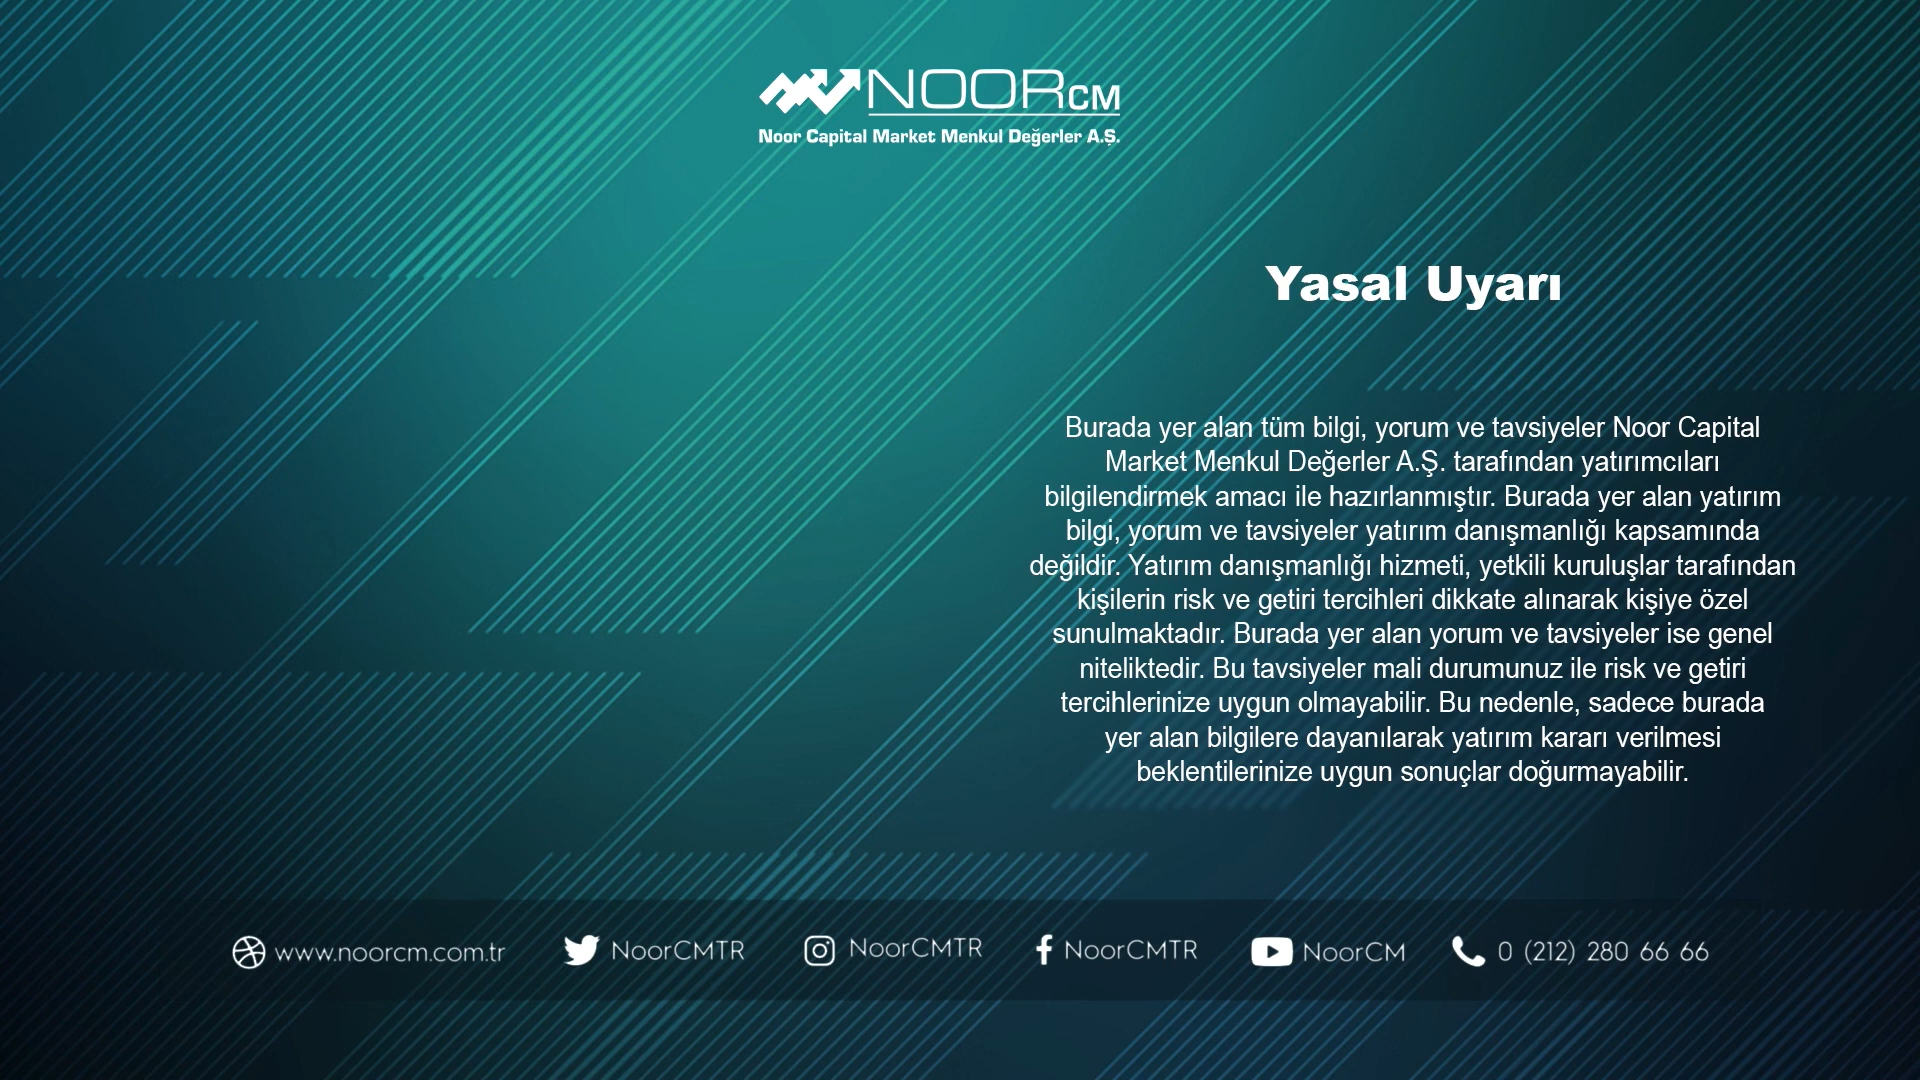 NOORCM
Noor Capital Market Menkul Değerler A.Ş.
Yasal Uyarı
Burada yer alan tüm bilgi, yorum ve tavsiyeler Noor Capital
Market Menkul Değerler A.Ş. tarafından yatırımcıları
bilgilendirmek amacı ile hazırlanmıştır. Burada yer alan yatırım
bilgi, yorum ve tavsiyeler yatırım danışmanlığı kapsamında
değildir. Yatırım danışmanlığı hizmeti, yetkili kuruluşlar tarafından
kişilerin risk ve getiri tercihleri dikkate alınarak kişiye özel
sunulmaktadır. Burada yer alan yorum ve tavsiyeler ise genel
niteliktedir. Bu tavsiyeler mali durumunuz ile risk ve getiri
tercihlerinize uygun olmayabilir. Bu nedenle, sadece burada
yer alan bilgilere dayanılarak yatırım kararı verilmesi
beklentilerinize uygun sonuçlar doğurmayabilir.
www.noorcm.com.tr NoorCMTR NoorCMTR NoorCMTR NoorCM 0 (212) 280 66 66